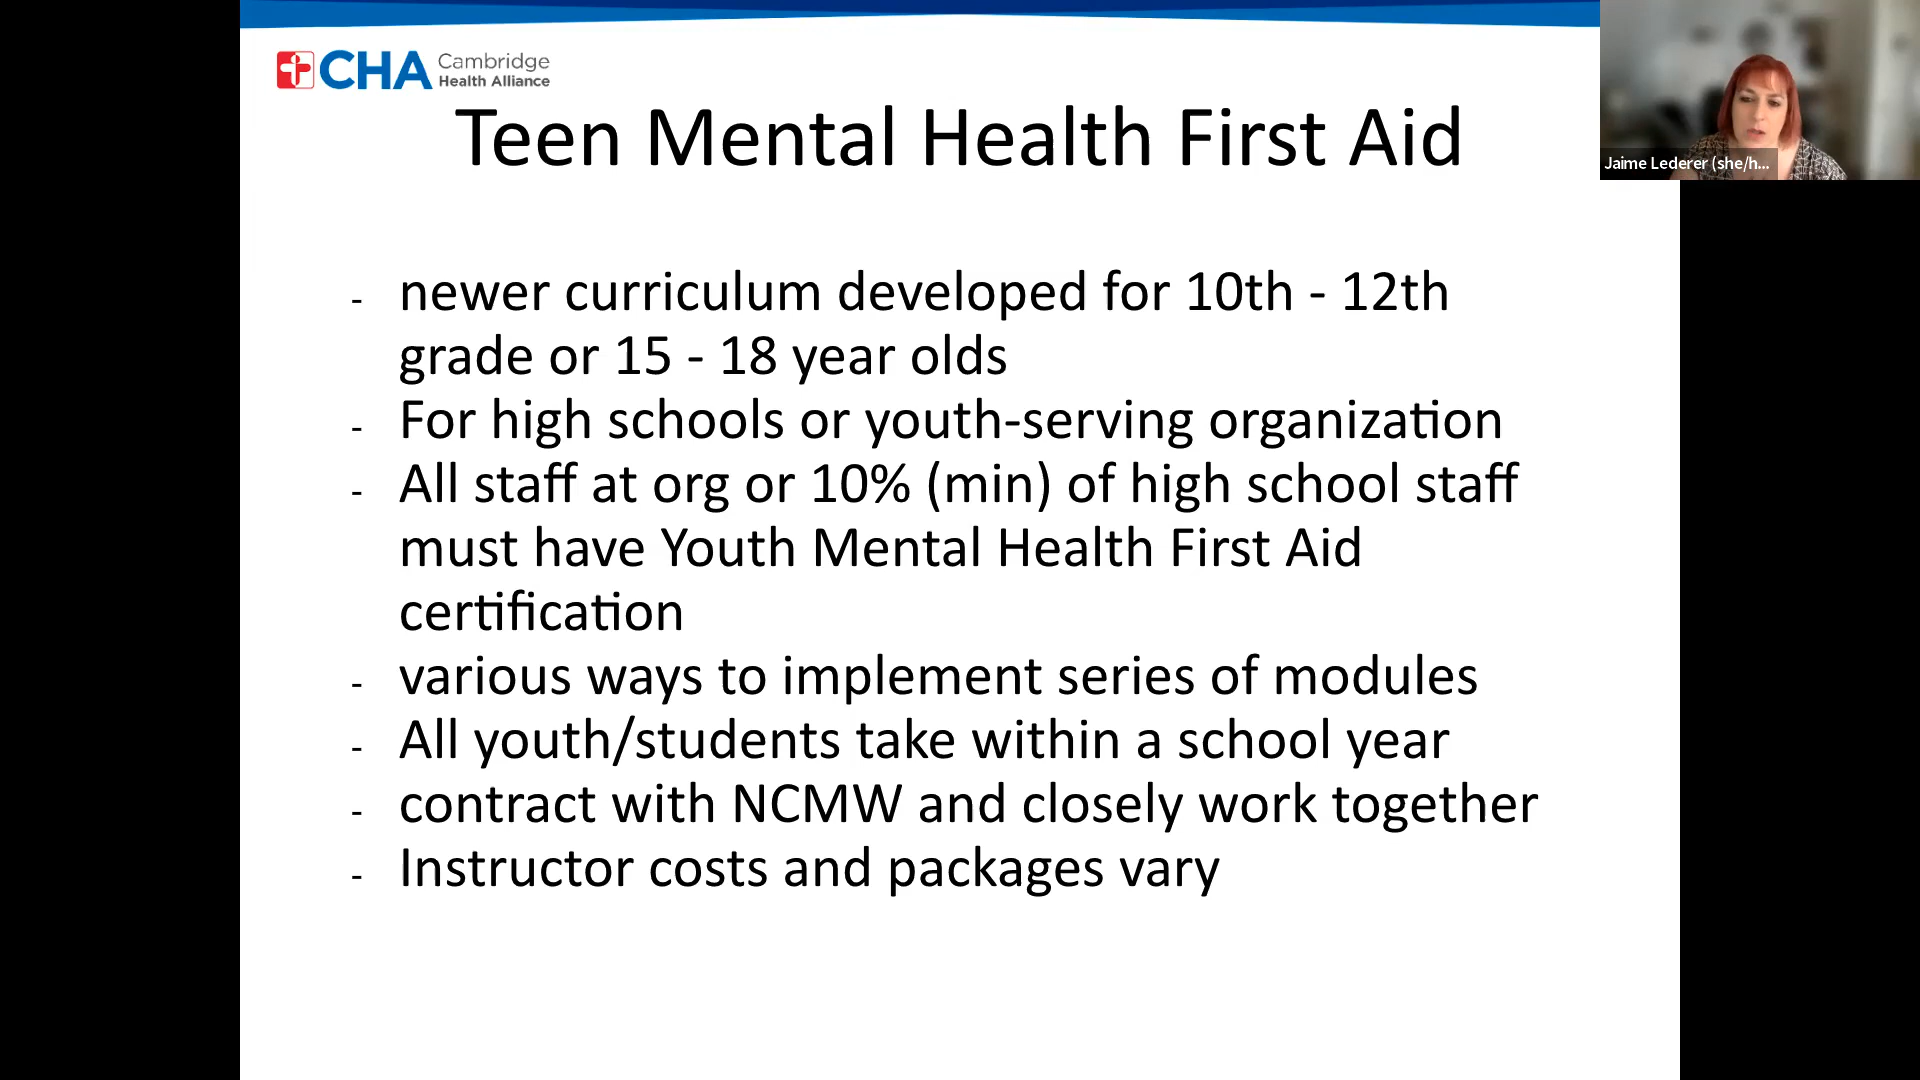 CHA Cambridge
Health Alliance
Teen Mental Health First Aid
Jaime Lederer (she/h...
- newer curriculum developed for 10th - 12th
grade or 15 - 18 year olds
- For high schools or youth-serving organization
- All staff at org or 10% (min) of high school staff
must have Youth Mental Health First Aid
certification
- various ways to implement series of modules
- All youth/students take within a school year
- contract with NCMW and closely work together
- Instructor costs and packages vary